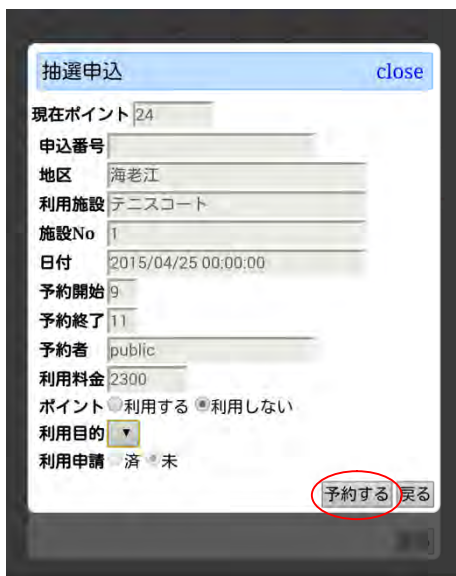 抽選申込 close
現在ポイント 24
申込番号
地区 海老江
利用施設 テニスコート
施設No 1
日付 2015/04/25 00:00:00
予約開始 9
予約終了 11
予約者 public
利用料金 2300
ポイント 利用する 利用しない
利用目的
利用申請 済 未
予約する 戻る